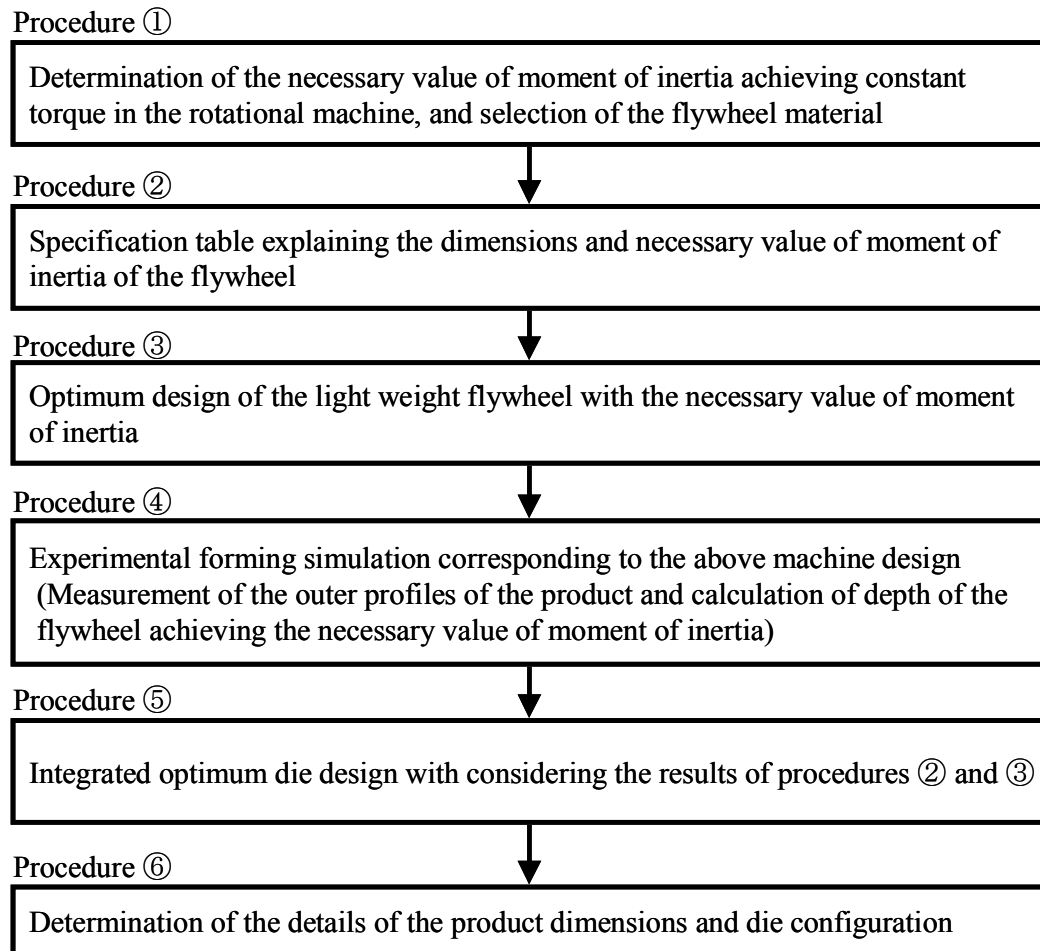 Procedure ①
Determination of the necessary value of moment of inertia achieving constant
torque in the rotational machine, and selection of the flywheel material
Procedure ②
Specification table explaining the dimensions and necessary value of moment of
inertia of the flywheel
Procedure ③
Optimum design of the light weight flywheel with the necessary value of moment
of inertia
Procedure ④
Experimental forming simulation corresponding to the above machine design
(Measurement of the outer profiles of the product and calculation of depth of the
flywheel achieving the necessary value of moment of inertia)
Procedure ⑤
Integrated optimum die design with considering the results of procedures ② and ③
Procedure ⑥
Determination of the details of the product dimensions and die configuration